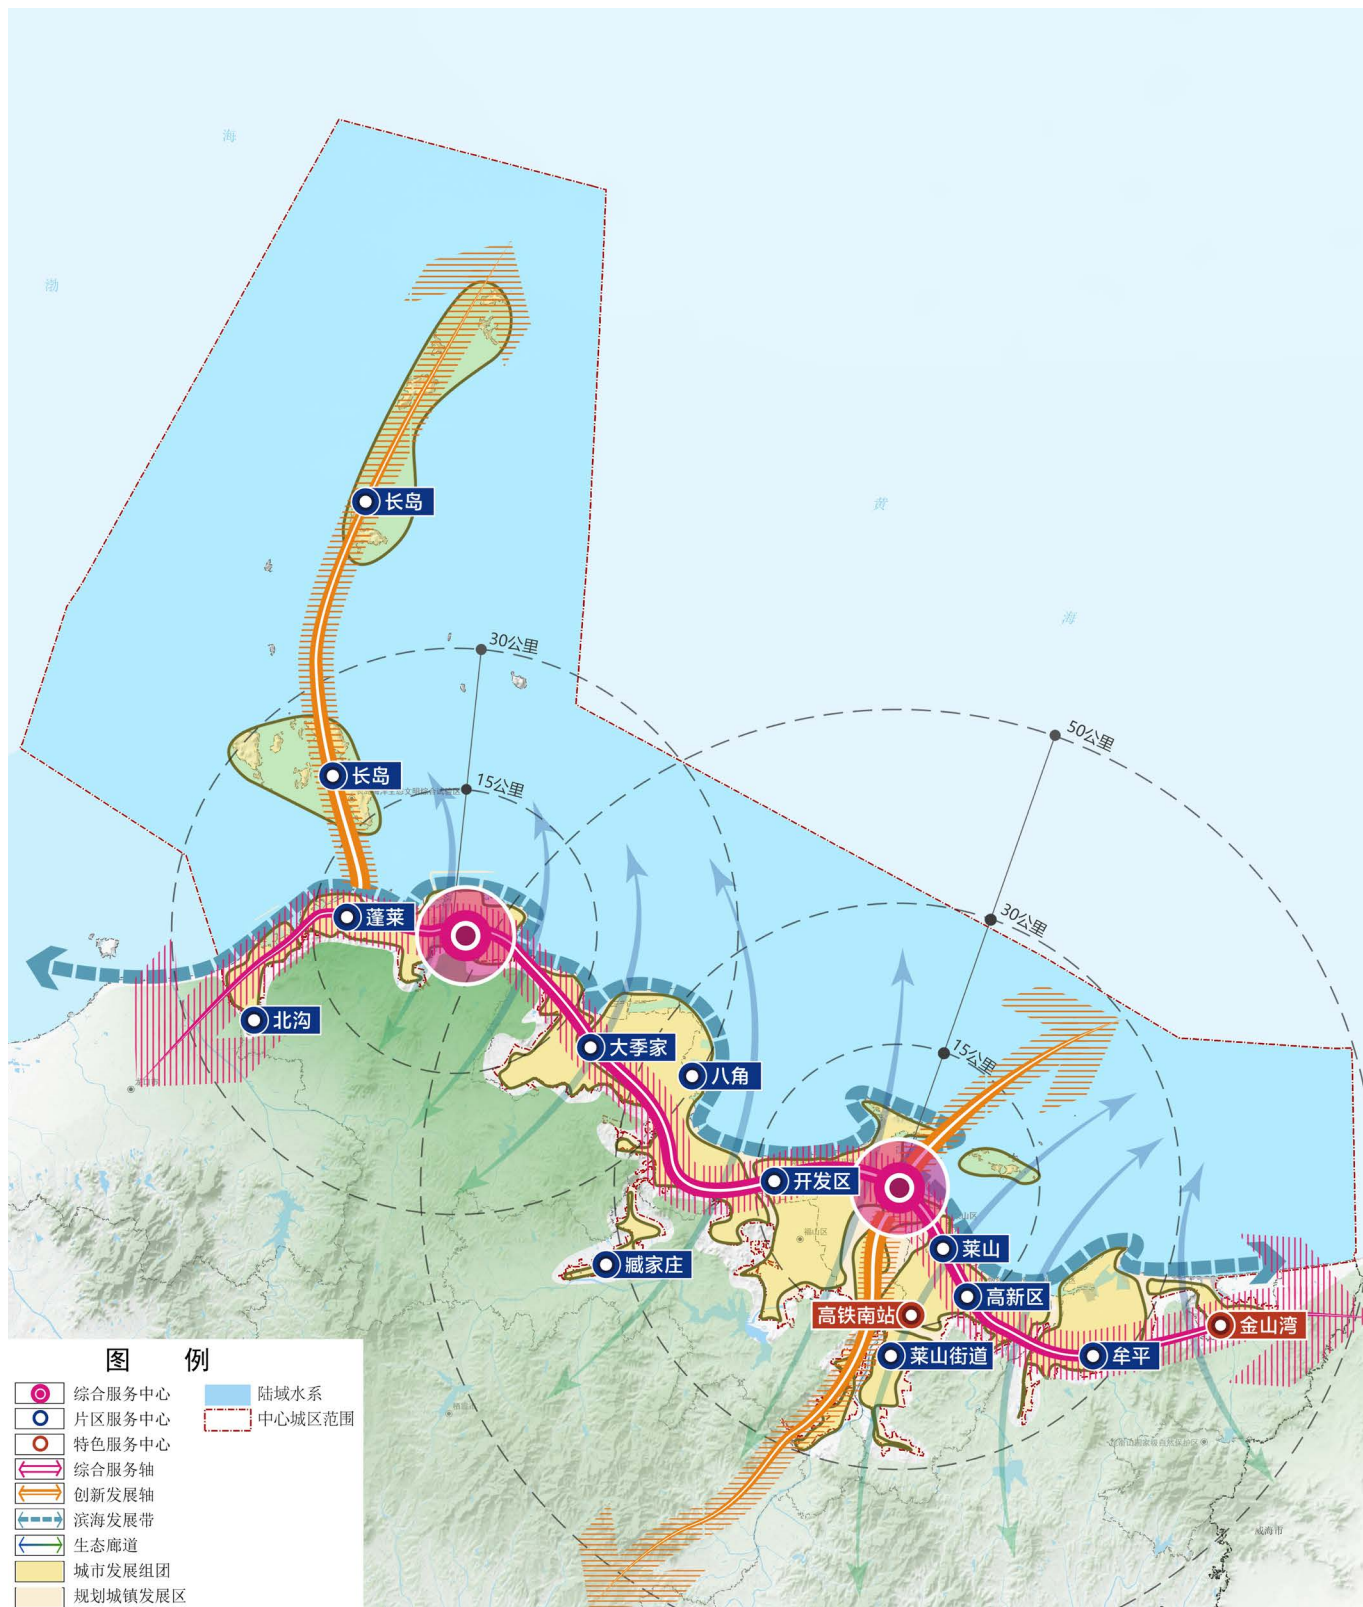 海
渤
长岛
黄
海
30公里
50公里
长岛
15公里
蓬莱
30公里
北沟
大季家
15公里
八角
开发区
福山区
莱山
臧家庄
高新区
高铁南站
金山湾
莱山街道
牟平
威海市
图 例
综合服务中心
陆域水系
片区服务中心
中心城区范围
特色服务中心
综合服务轴
创新发展轴
滨海发展带
生态廊道
城市发展组团
规划城镇发展区